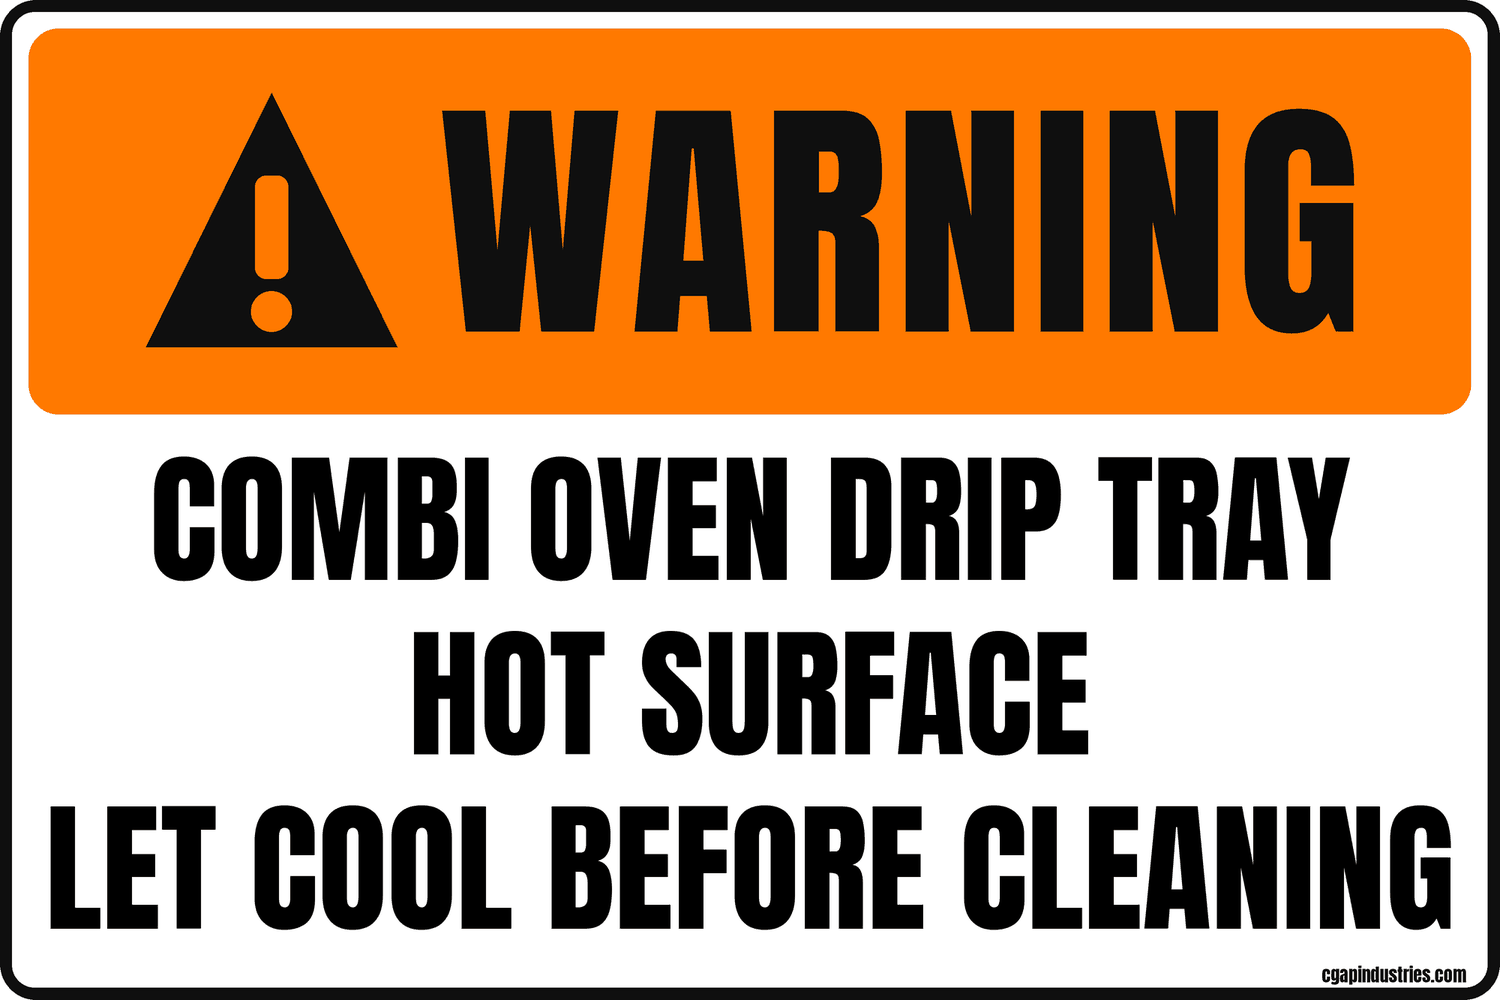 WARNING
COMBI OVEN DRIP TRAY
HOT SURFACE
LET COOL BEFORE CLEANING
cgapindustries.com